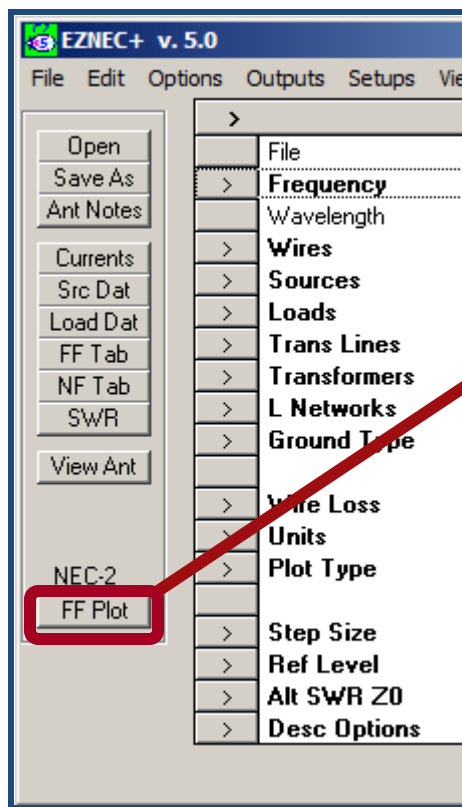 EZNEC+ v. 5.0
File Edit Options Outputs Setups Vie
Open
Save As
Ant Notes
Currents
Src Dat
Load Dat
FF Tab
NF Tab
SWR
View Ant
NEC-2
FF Plot
>
File
> Frequency
Wavelength
> Wires
> Sources
> Loads
> Trans Lines
> Transformers
> L Networks
> Ground Type
> Wire Loss
> Units
> Plot Type
> Step Size
> Ref Level
> Alt SWR Z0
> Desc Options